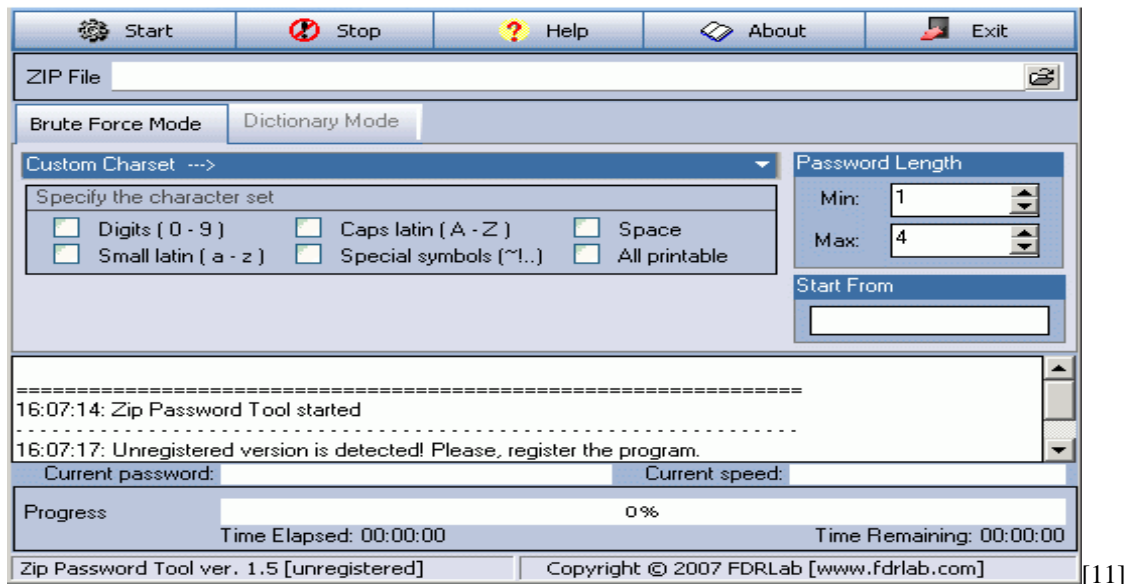 Start Stop Help About Exit
ZIP File
Brute Force Mode Dictionary Mode
Custom Charset --->
Password Length
Specify the character set
Min: 1
Digits ( 0 - 9 ) Caps latin ( A - Z ) Space
Max: 4
Small latin ( a - z ) Special symbols (~!..) All printable
Start From
=================================================================
16:07:14: Zip Password Tool started
- - - - - - - - - - - - - - - - - - - - - - - - - - - - - - - - - - - - - - - - - - - - - - - - - - - - - - - - - - - - - - - - -
16:07:17: Unregistered version is detected! Please, register the program.
Current password: Current speed:
Progress 0%
Time Elapsed: 00:00:00 Time Remaining: 00:00:00
Zip Password Tool ver. 1.5 [unregistered] Copyright © 2007 FDRLab [www.fdrlab.com]
[11]